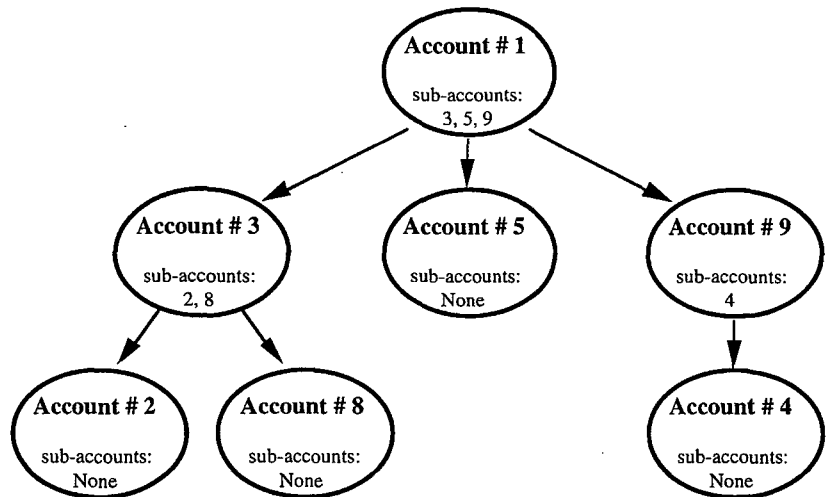 Account # 1
sub-accounts:
3, 5, 9
Account # 3
sub-accounts:
2, 8
Account # 5
sub-accounts:
None
Account # 9
sub-accounts:
4
Account # 2
sub-accounts:
None
Account # 8
sub-accounts:
None
Account # 4
sub-accounts:
None